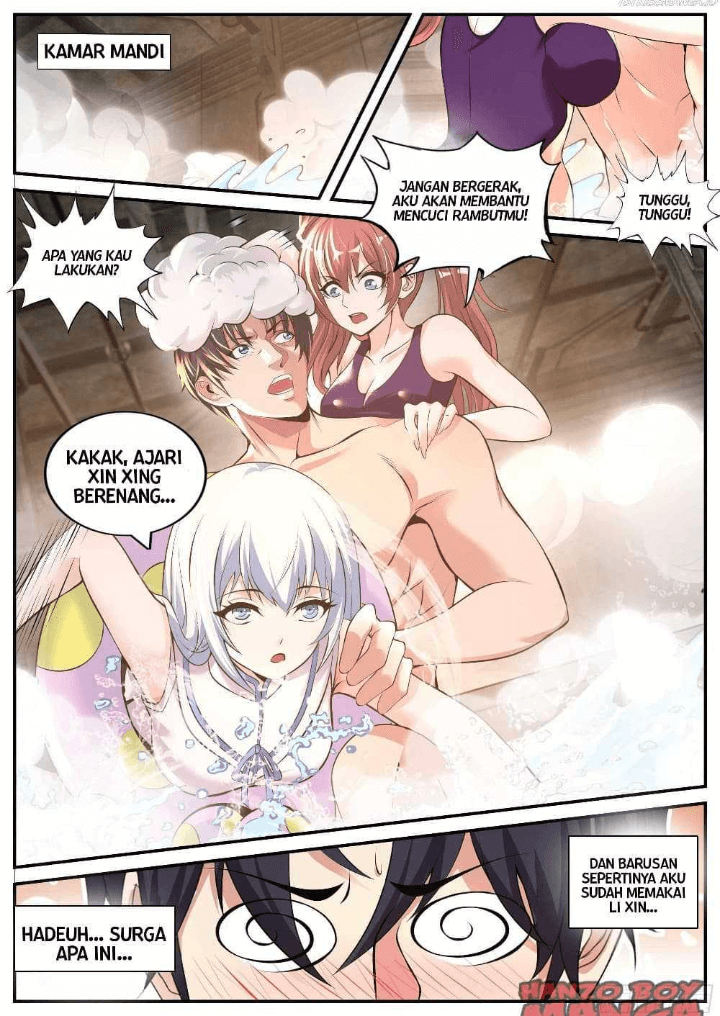 KAMAR MANDI
JANGAN BERGERAK,
AKU AKAN MEMBANTU
MENCUCI RAMBUTMU!
TUNGGU,
TUNGGU!
APA YANG KAU
LAKUKAN?
KAKAK, AJARI
XIN XING
BERENANG...
DAN BARUSAN
SEPERTINYA AKU
SUDAH MEMAKAI
LI XIN...
HADEUH... SURGA
APA INI...
HANZO BOY
MANGA